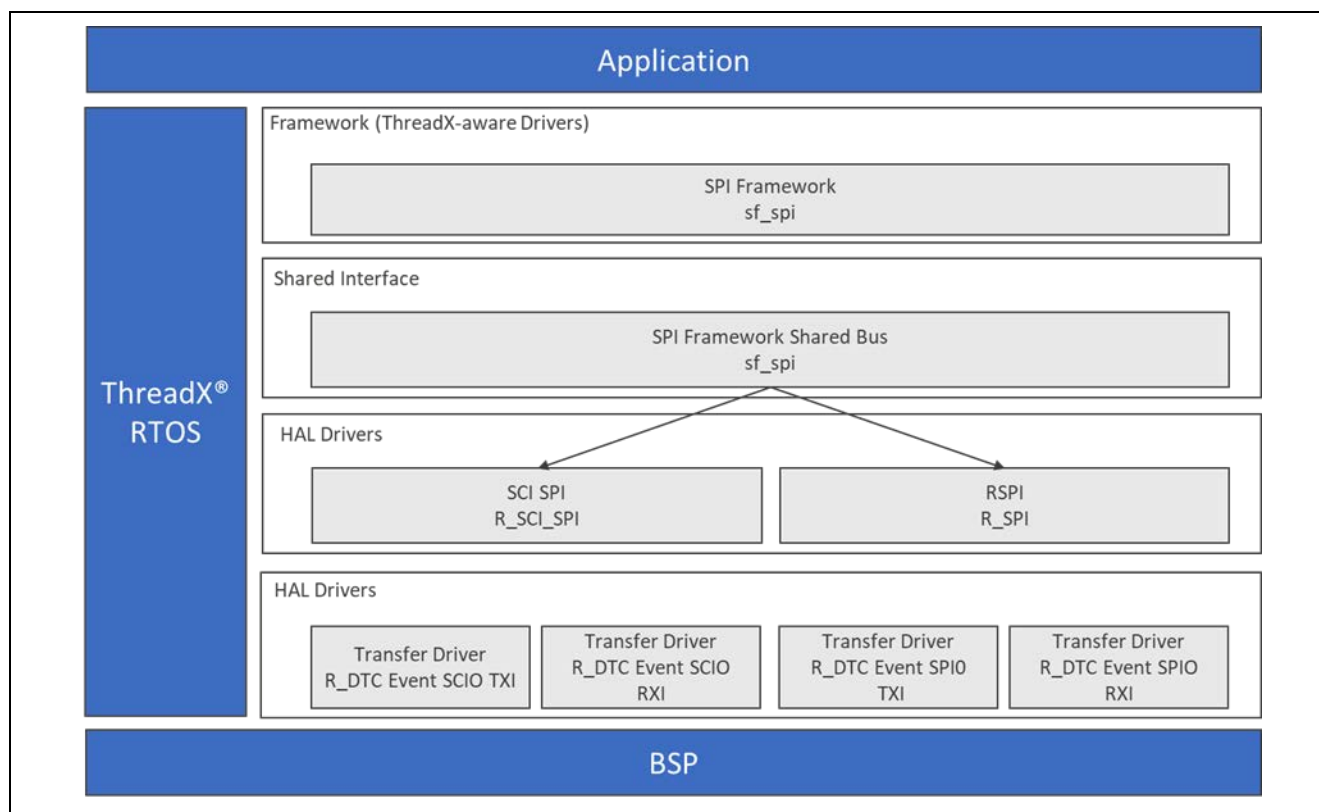 Application
Framework (ThreadX-aware Drivers)
SPI Framework
sf_spi
Shared Interface
SPI Framework Shared Bus
sf_spi
ThreadX®
RTOS
HAL Drivers
SCI SPI
R_SCI_SPI
RSPI
R_SPI
HAL Drivers
Transfer Driver
R_DTC Event SCIO TXI
Transfer Driver
R_DTC Event SCIO
RXI
Transfer Driver
R_DTC Event SPI0
TXI
Transfer Driver
R_DTC Event SPIO
RXI
BSP